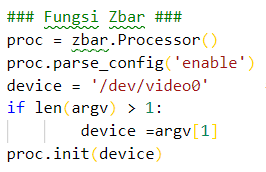 ### Fungsi Zbar ###
proc = zbar.Processor()
proc.parse_config('enable')
device = '/dev/video0'
if len(argv) > 1:
        device =argv[1]
proc.init(device)